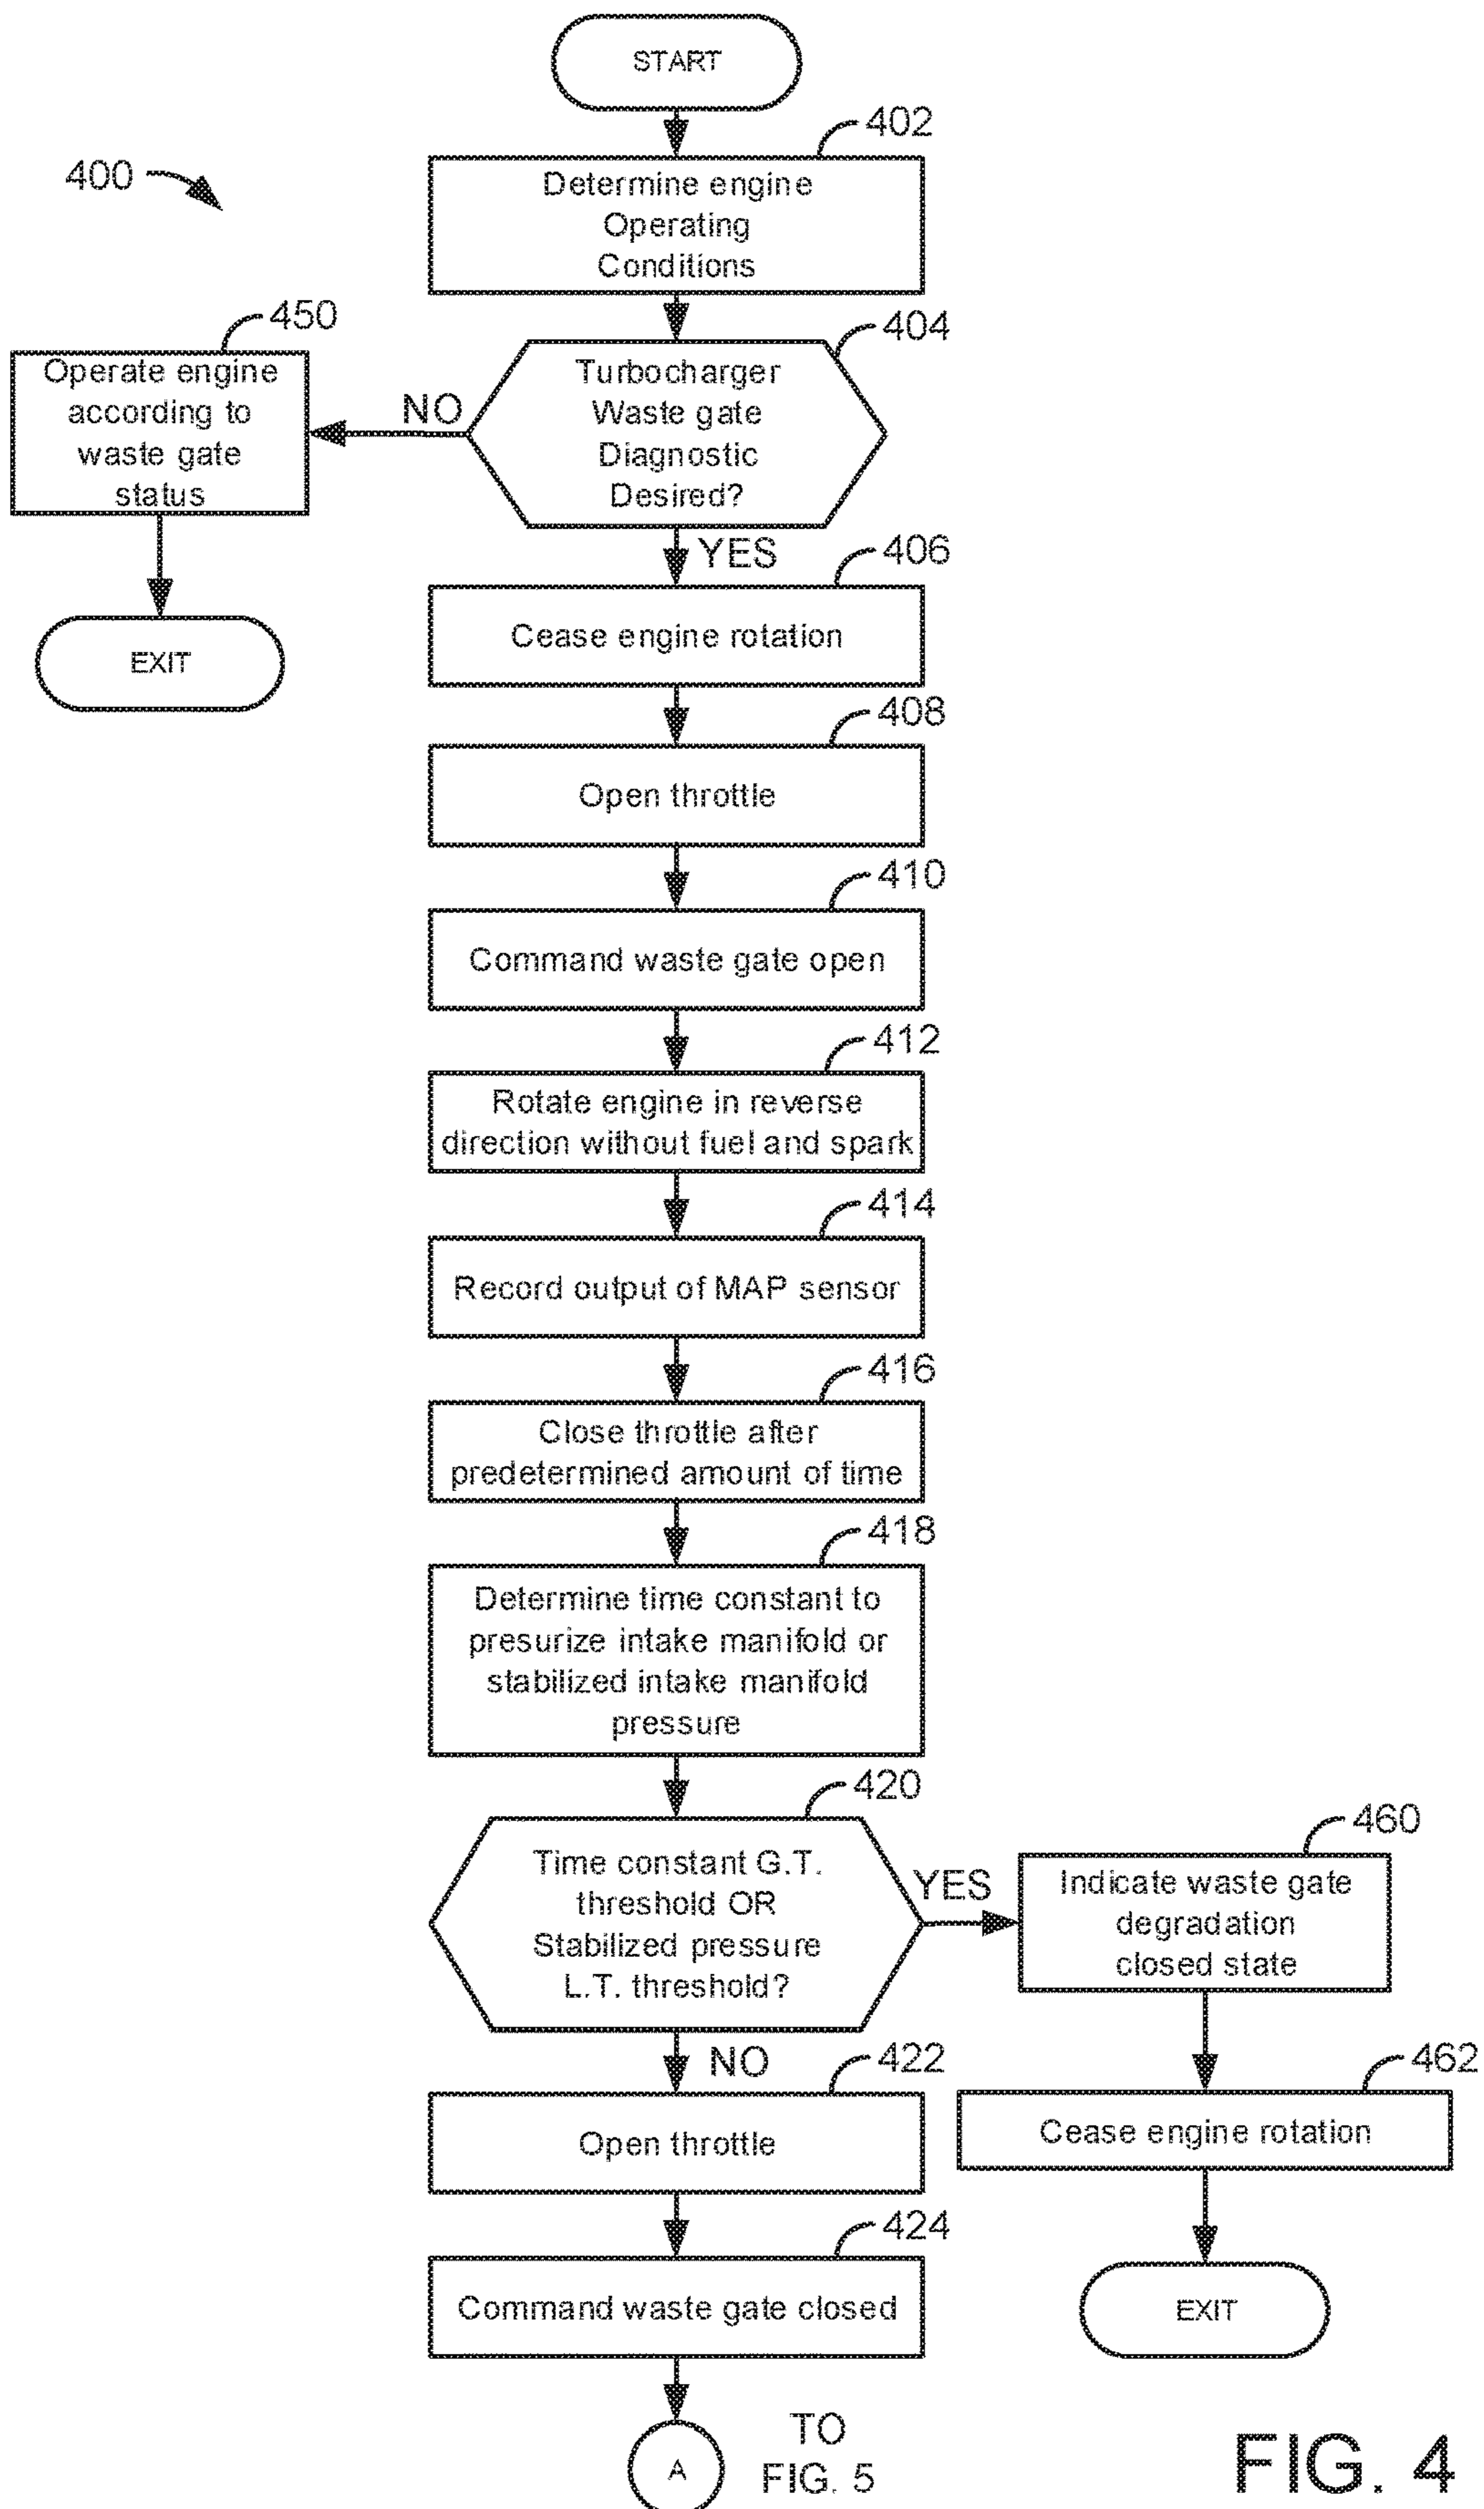 START
402
400
Determine engine
Operating
Conditions
450
404
Operate engine
according to
waste gate
status
NO
Turbocharger
Waste gate
Diagnostic
Desired?
YES
406
Cease engine rotation
EXIT
408
Open throttle
410
Command waste gate open
412
Rotate engine in reverse
direction without fuel and spark
414
Record output of MAP sensor
416
Close throttle after
predetermined amount of time
418
Determine time constant to
presurize intake manifold or
stabilized intake manifold
pressure
420
Time constant G.T.
threshold OR
Stabilized pressure
L.T. threshold?
YES
460
Indicate waste gate
degradation
closed state
NO
422
Open throttle
462
Cease engine rotation
424
Command waste gate closed
EXIT
A
TO
FIG. 5
FIG. 4